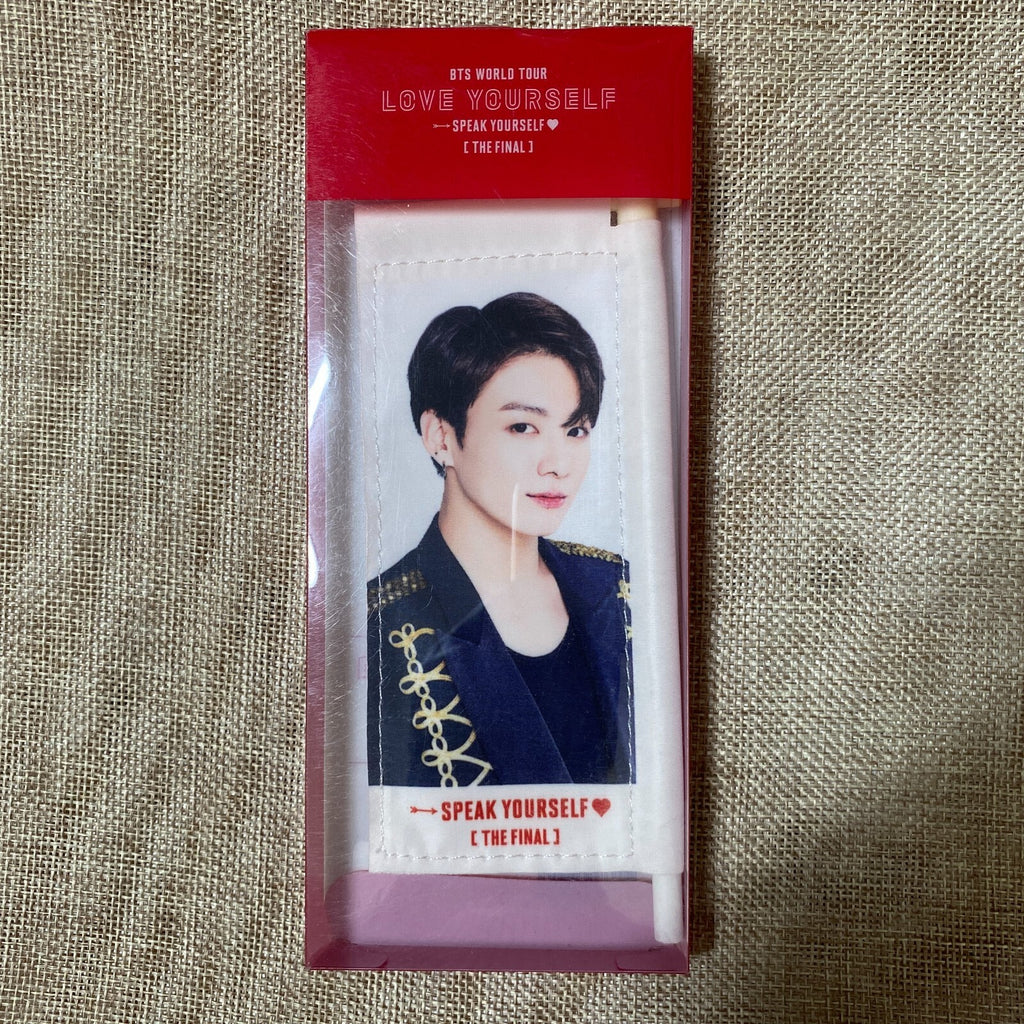 BTS WORLD TOUR
LOVE YOURSELF
SPEAK YOURSELF
[ THE FINAL ]
SPEAK YOURSELF
[ THE FINAL ]